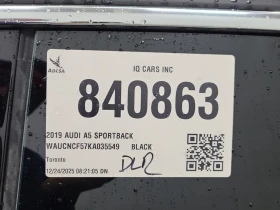 ADESA
IQ CARS INC
840863
2019 AUDI A5 SPORTBACK
WAUCNCF57KA035549 BLACK
Toronto
12/24/2025 08:21:05 DN
DLR